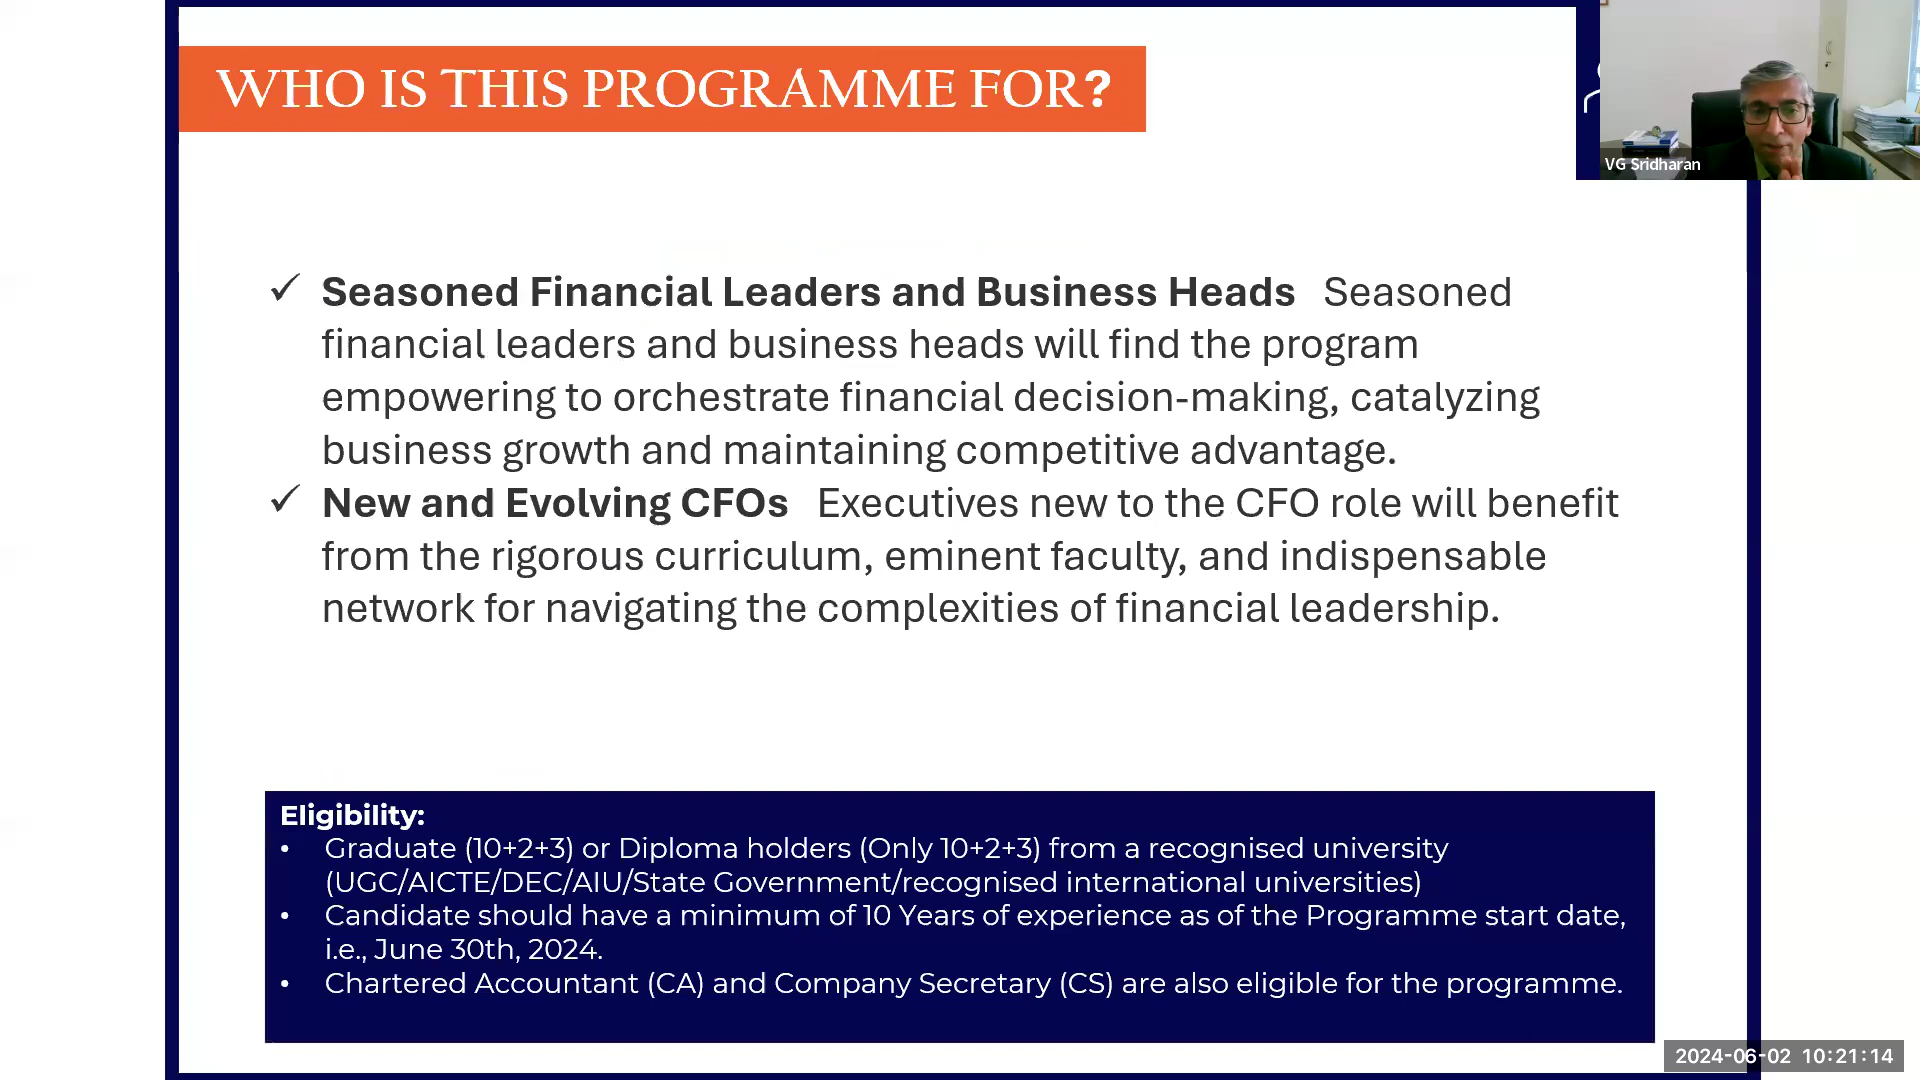 WHO IS THIS PROGRAMME FOR?
VG Sridharan
✓ Seasoned Financial Leaders and Business Heads Seasoned
financial leaders and business heads will find the program
empowering to orchestrate financial decision-making, catalyzing
business growth and maintaining competitive advantage.
✓ New and Evolving CFOs Executives new to the CFO role will benefit
from the rigorous curriculum, eminent faculty, and indispensable
network for navigating the complexities of financial leadership.
Eligibility:
• Graduate (10+2+3) or Diploma holders (Only 10+2+3) from a recognised university
(UGC/AICTE/DEC/AIU/State Government/recognised international universities)
• Candidate should have a minimum of 10 Years of experience as of the Programme start date,
i.e., June 30th, 2024.
• Chartered Accountant (CA) and Company Secretary (CS) are also eligible for the programme.
2024-06-02 10:21:14